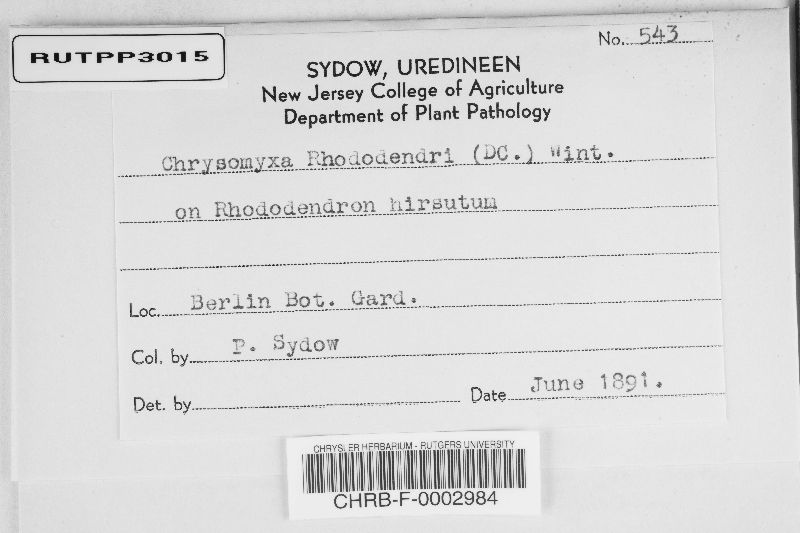 RUTPP3015
No. 543
SYDOW, UREDINEEN
New Jersey College of Agriculture
Department of Plant Pathology
Chrysomyxa Rhododendri (DC.) Wint.
on Rhododendron hirsutum
Loc. Berlin Bot. Gard.
Col. by P. Sydow
Det. by
Date June 1891.
CHRYSLER HERBARIUM - RUTGERS UNIVERSITY
CHRB-F-0002984